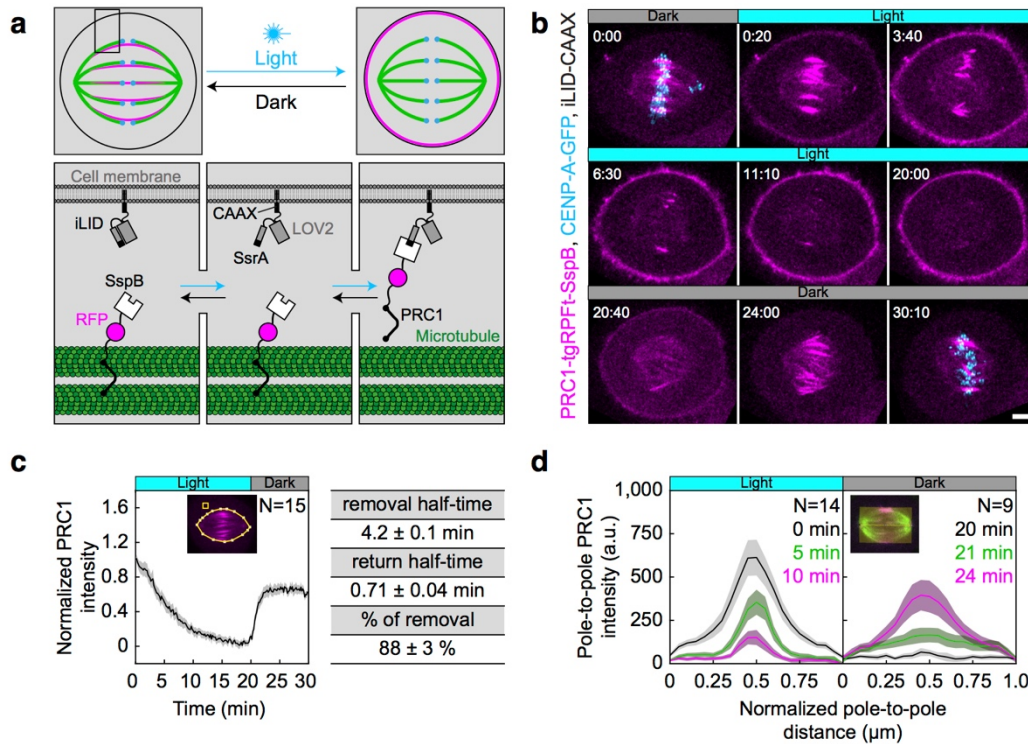 a
Light
Dark
Cell membrane
iLID
CAAX
LOV2
SsrA
SspB
RFP
PRC1
Microtubule
b
PRC1-tgRPFt-SspB, CENP-A-GFP, iLID-CAAX
Dark
Light
0:00
0:20
3:40
Light
6:30
11:10
20:00
Dark
20:40
24:00
30:10
c
Light
Dark
N=15
Normalized PRC1
intensity
1.6
1.2
0.8
0.4
0
0
10
20
30
Time (min)
removal half-time
4.2 ± 0.1 min
return half-time
0.71 ± 0.04 min
% of removal
88 ± 3 %
d
Light
Dark
Pole-to-pole PRC1
intensity (a.u.)
1,000
750
500
250
0
N=14
0 min
5 min
10 min
N=9
20 min
21 min
24 min
0
0.25
0.5
0.75
0
0.25
0.5
0.75
1.0
Normalized pole-to-pole
distance (µm)